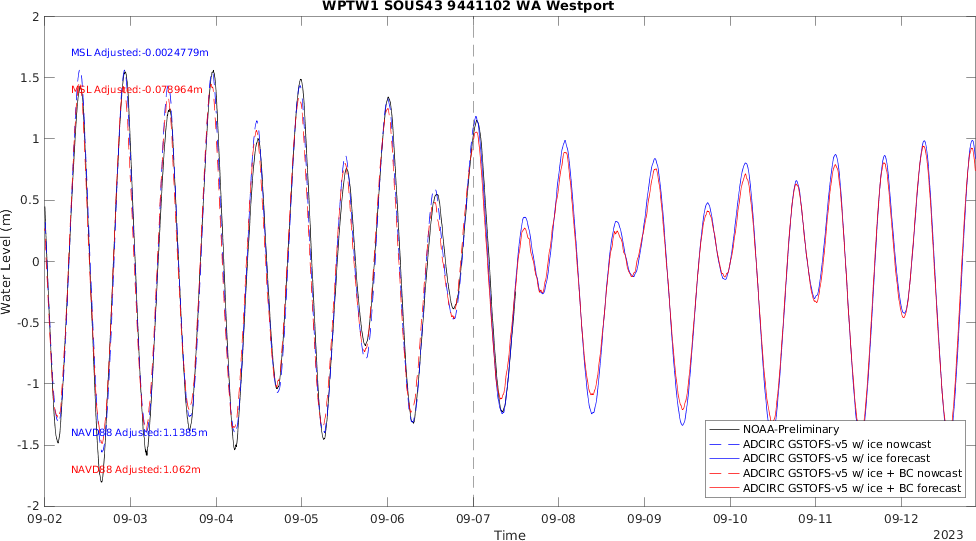 WPTW1 SOUS43 9441102 WA Westport
2
1.5
1
0.5
0
-0.5
-1
-1.5
-2
Water Level (m)
MSL Adjusted:-0.0024779m
MSL Adjusted:-0.078964m
NAVD88 Adjusted:1.1385m
NAVD88 Adjusted:1.062m
NOAA-Preliminary
ADCIRC GSTOFS-v5 w/ ice nowcast
ADCIRC GSTOFS-v5 w/ ice forecast
ADCIRC GSTOFS-v5 w/ ice + BC nowcast
ADCIRC GSTOFS-v5 w/ ice + BC forecast
09-02 09-03 09-04 09-05 09-06 09-07 09-08 09-09 09-10 09-11 09-12
Time
2023